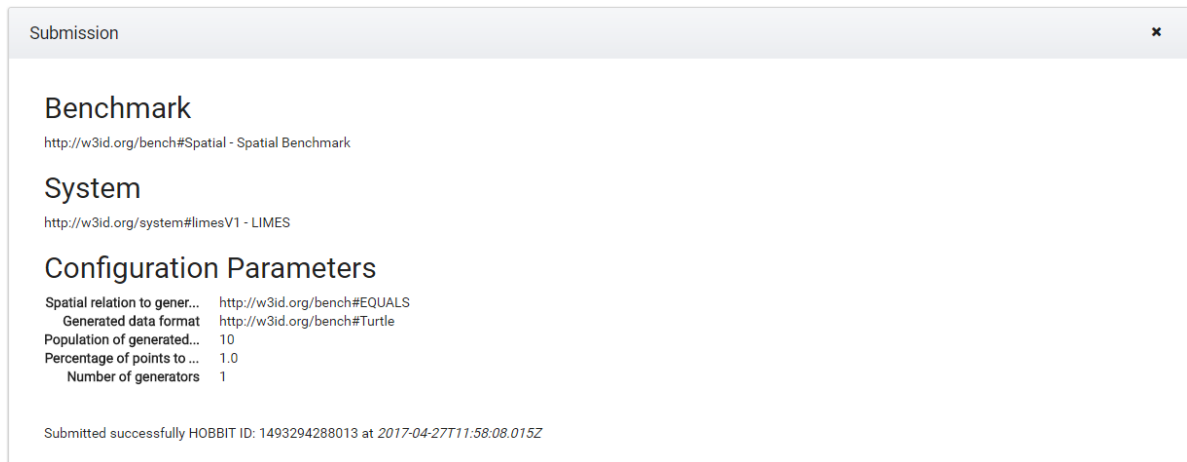 Submission
Benchmark
http://w3id.org/bench#Spatial - Spatial Benchmark
System
http://w3id.org/system#limesV1 - LIMES
Configuration Parameters
Spatial relation to gener... http://w3id.org/bench#EQUALS
Generated data format http://w3id.org/bench#Turtle
Population of generated... 10
Percentage of points to ... 1.0
Number of generators 1
Submitted successfully HOBBIT ID: 1493294288013 at 2017-04-27T11:58:08.015Z